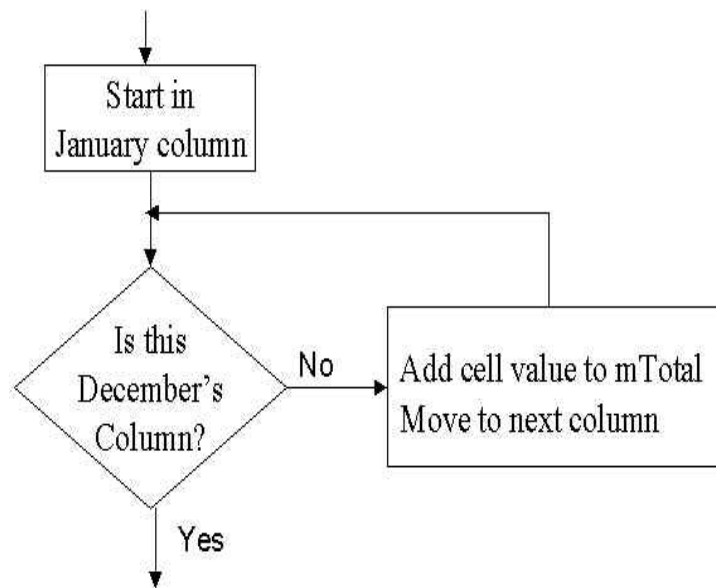 Start in
January column
Is this
December's
Column?
No
Add cell value to mTotal
Move to next column
Yes